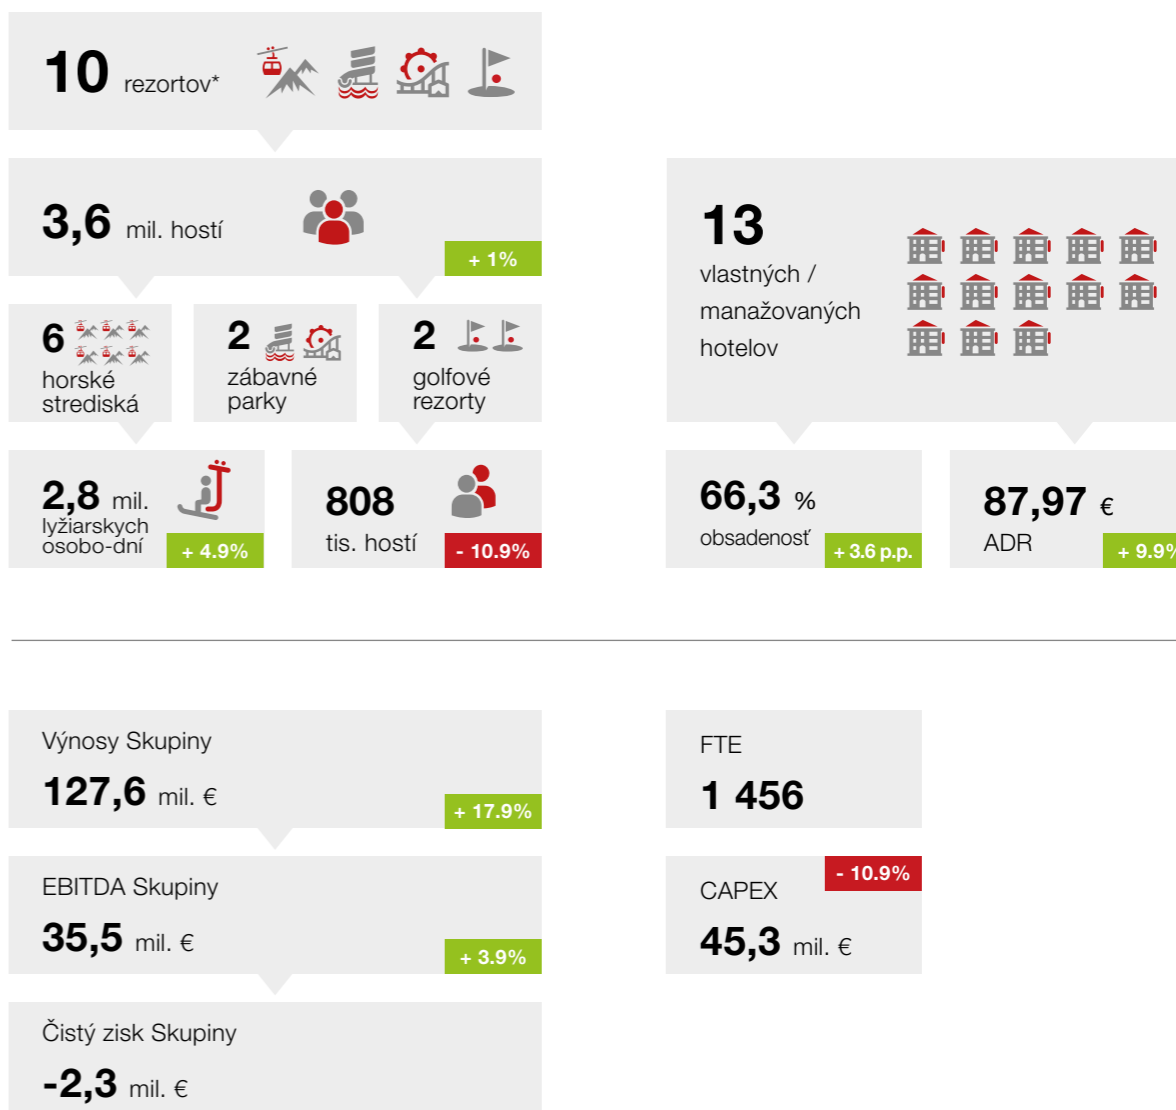 10 rezortov*
3,6 mil. hostí
+ 1%
6
horské
strediská
2
zábavné
parky
2
golfové
rezorty
2,8 mil.
lyžiarskych
osobo-dní
+ 4.9%
808
tis. hostí
- 10.9%
13
vlastných /
manažovaných
hotelov
66,3 %
obsadenosť
+ 3.6 p.p.
87,97 €
ADR
+ 9.9%
Výnosy Skupiny
127,6 mil. €
+ 17.9%
EBITDA Skupiny
35,5 mil. €
+ 3.9%
Čistý zisk Skupiny
-2,3 mil. €
FTE
1 456
CAPEX
- 10.9%
45,3 mil. €